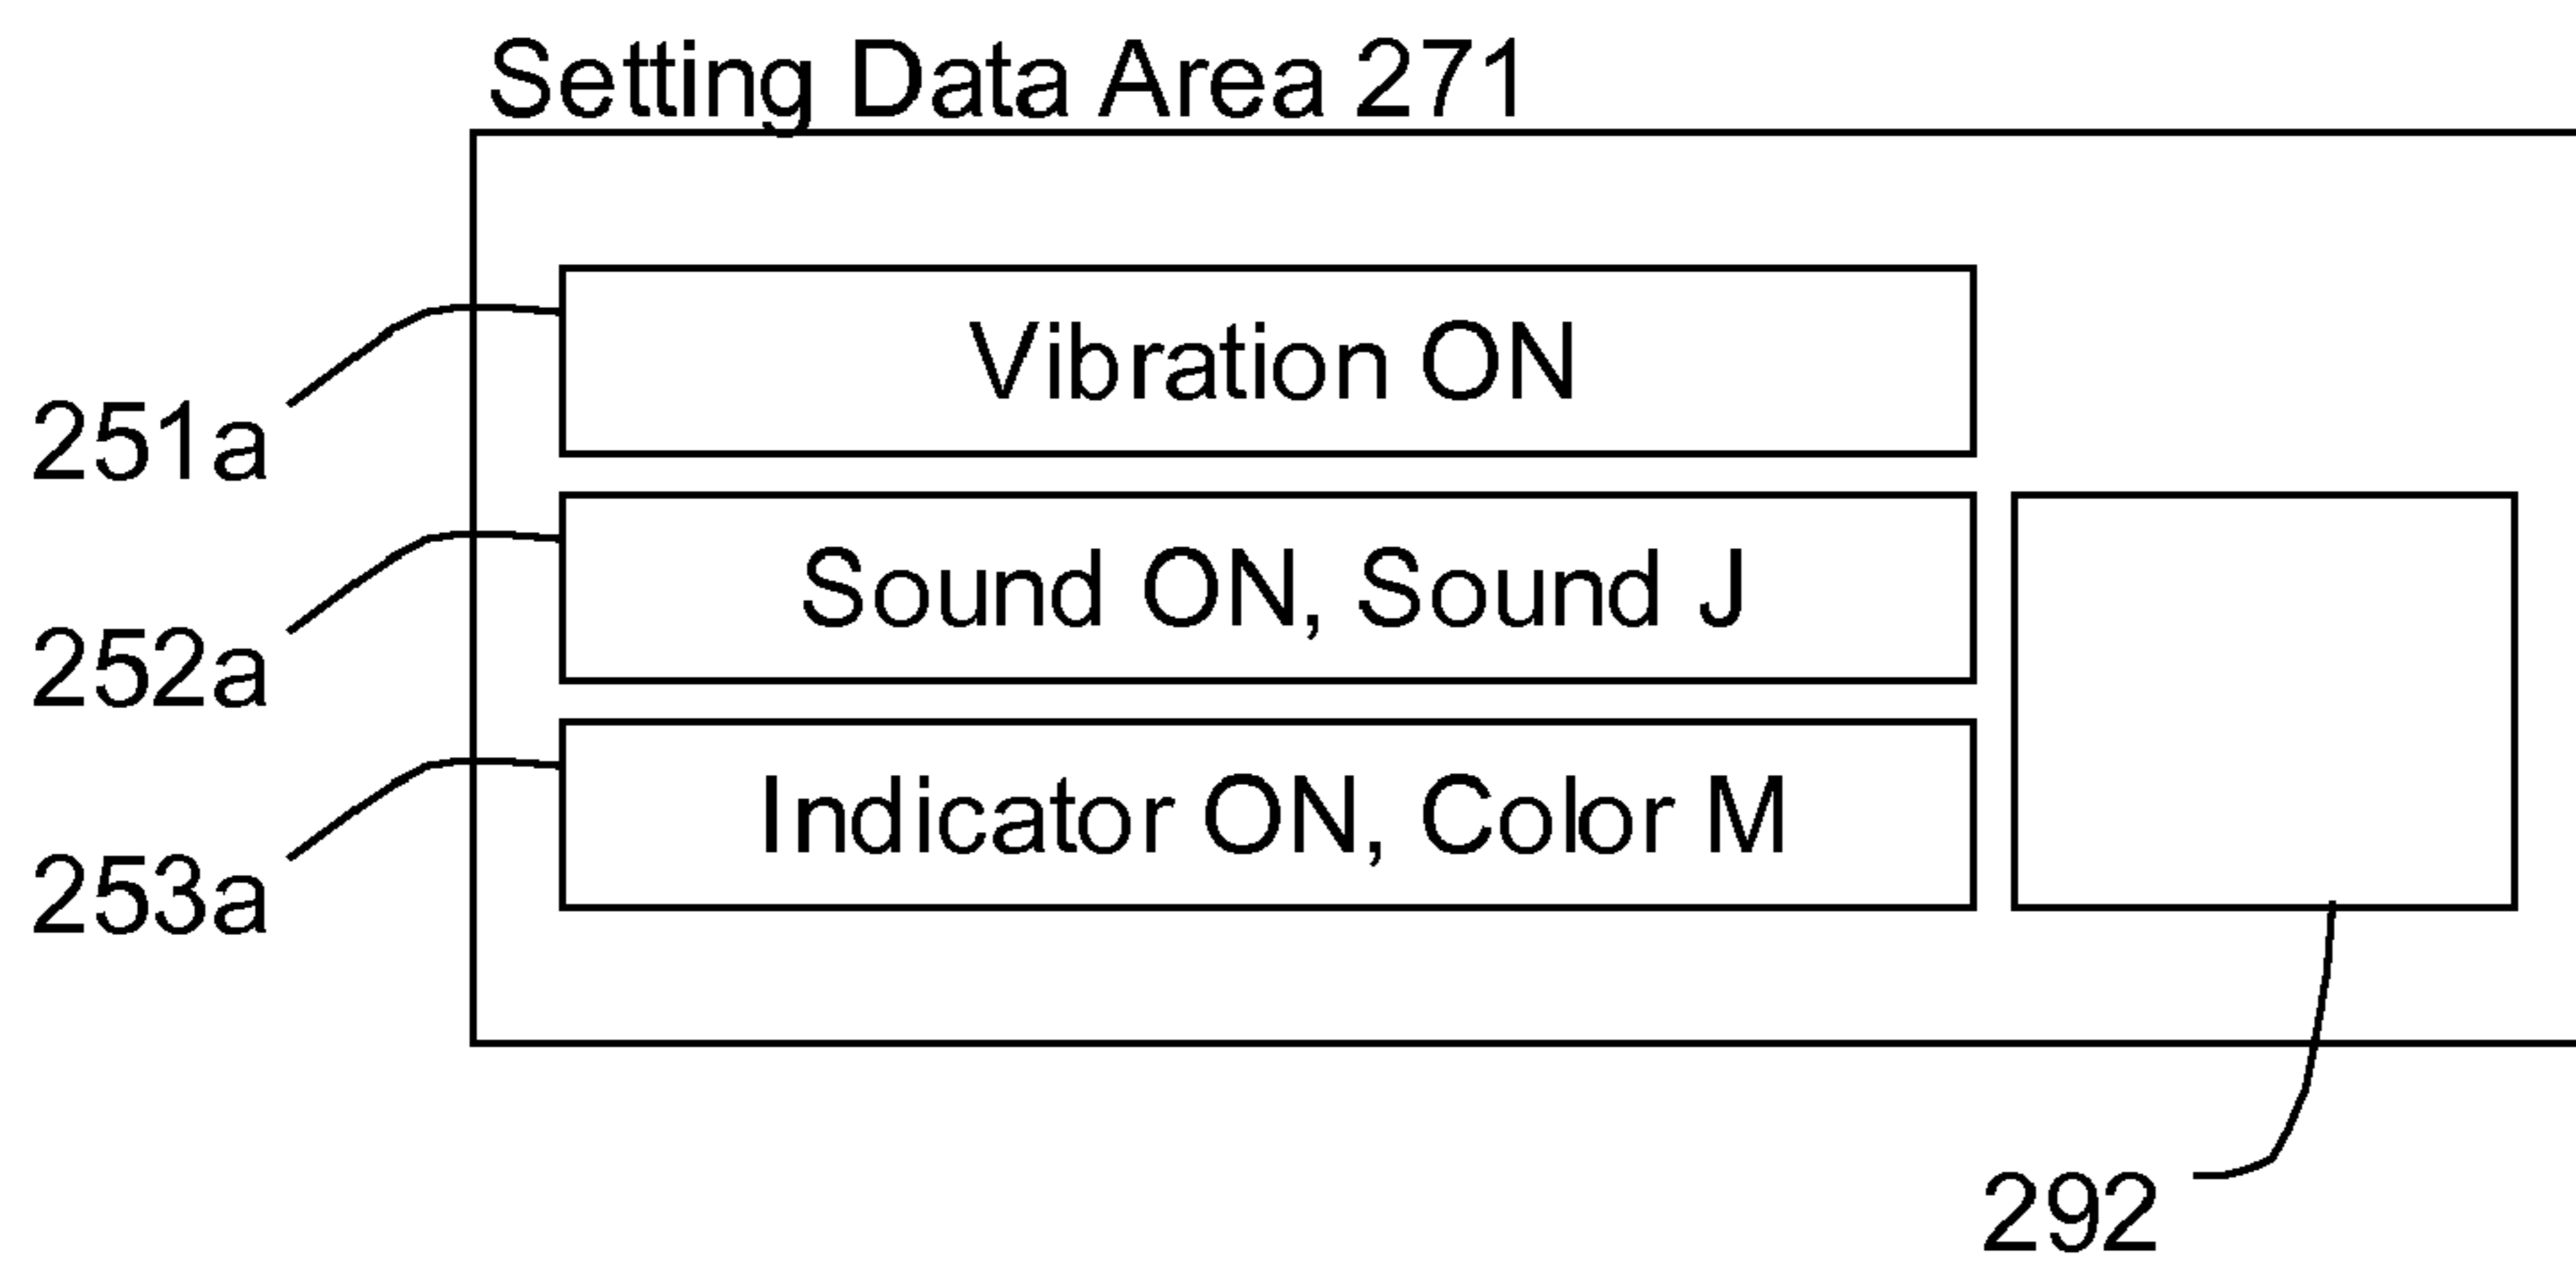 Setting Data Area 271
Vibration ON
251a
Sound ON, Sound J
252a
Indicator ON, Color M
253a
292